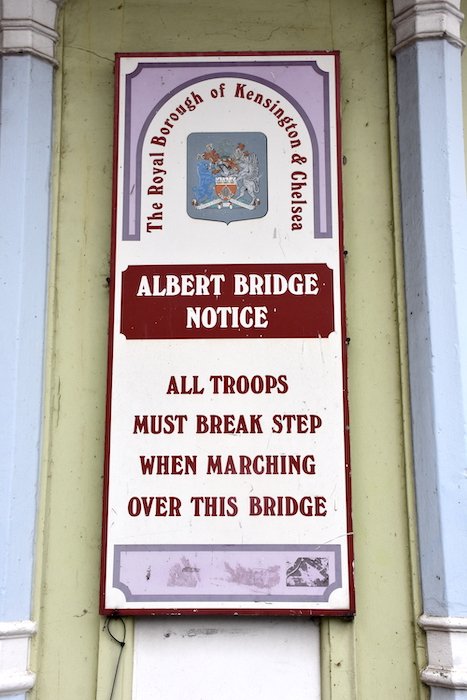 The Royal Borough of Kensington & Chelsea
ALBERT BRIDGE
NOTICE
ALL TROOPS
MUST BREAK STEP
WHEN MARCHING
OVER THIS BRIDGE